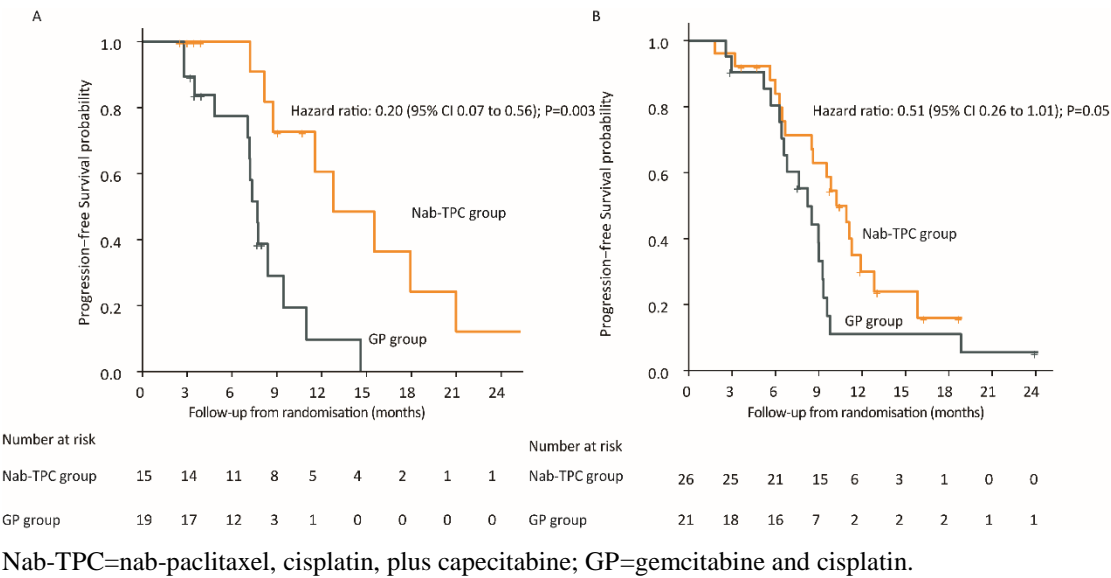 A
Progression-free Survival probability
1.0
0.8
0.6
0.4
0.2
0.0
Hazard ratio: 0.20 (95% CI 0.07 to 0.56); P=0.003
Nab-TPC group
GP group
0 3 6 9 12 15 18 21 24
Follow-up from randomisation (months)
Number at risk
Nab-TPC group 15 14 11 8 5 4 2 1 1
GP group 19 17 12 3 1 0 0 0 0
B
Progression-free Survival probability
1.0
0.8
0.6
0.4
0.2
0.0
Hazard ratio: 0.51 (95% CI 0.26 to 1.01); P=0.05
Nab-TPC group
GP group
0 3 6 9 12 15 18 21 24
Follow-up from randomisation (months)
Number at risk
Nab-TPC group 26 25 21 15 6 3 1 0 0
GP group 21 18 16 7 2 2 2 1 1
Nab-TPC=nab-paclitaxel, cisplatin, plus capecitabine; GP=gemcitabine and cisplatin.